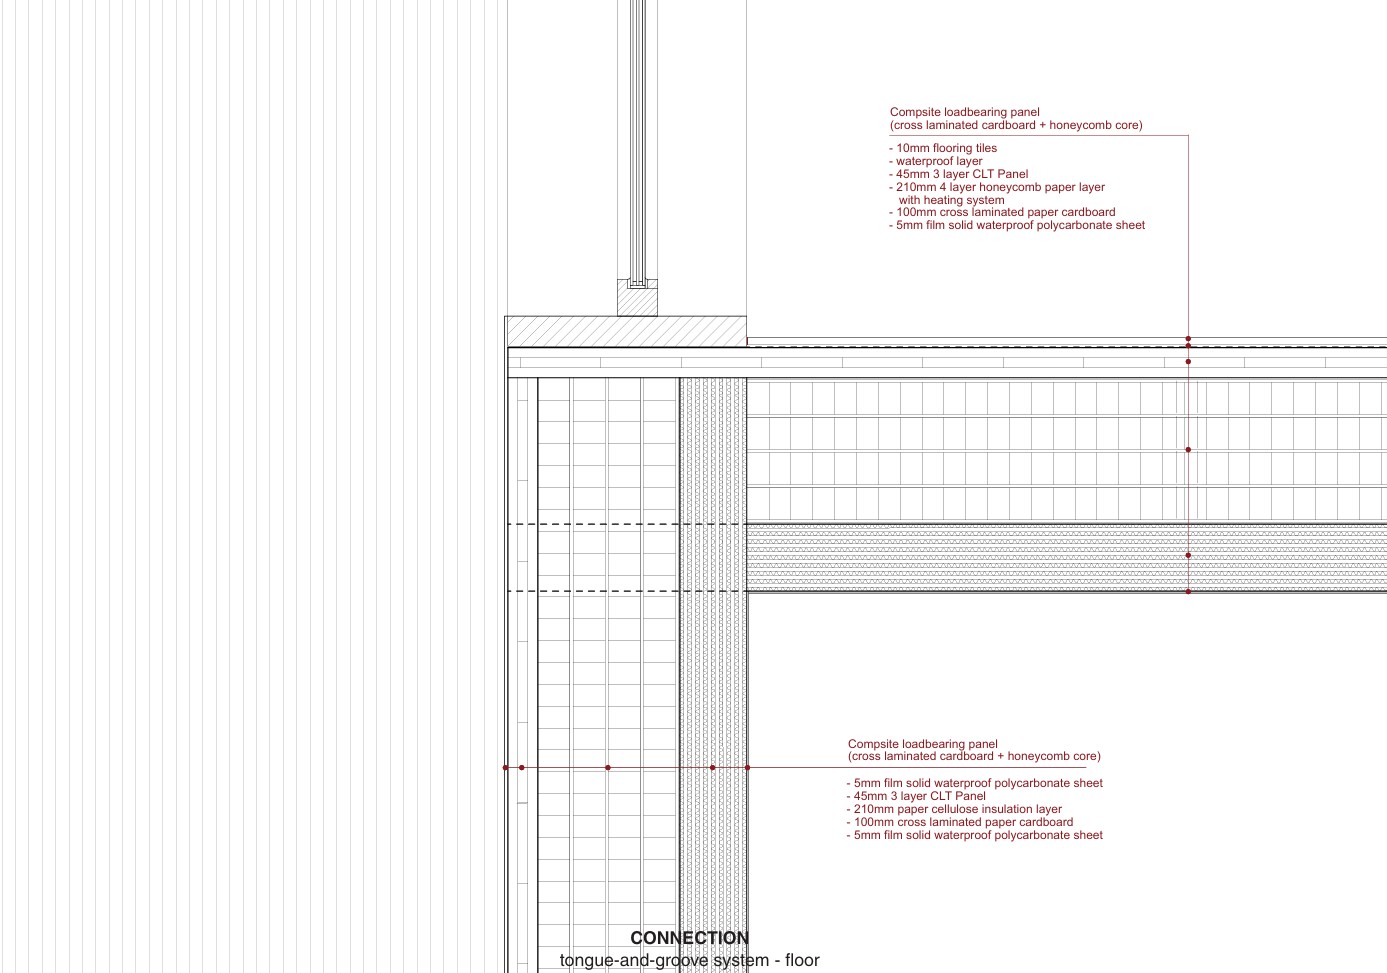 Compsite loadbearing panel
(cross laminated cardboard + honeycomb core)
- 10mm flooring tiles
- waterproof layer
- 45mm 3 layer CLT Panel
- 210mm 4 layer honeycomb paper layer
with heating system
- 100mm cross laminated paper cardboard
- 5mm film solid waterproof polycarbonate sheet
Compsite loadbearing panel
(cross laminated cardboard + honeycomb core)
- 5mm film solid waterproof polycarbonate sheet
- 45mm 3 layer CLT Panel
- 210mm paper cellulose insulation layer
- 100mm cross laminated paper cardboard
- 5mm film solid waterproof polycarbonate sheet
CONNECTION
tongue-and-groove system - floor